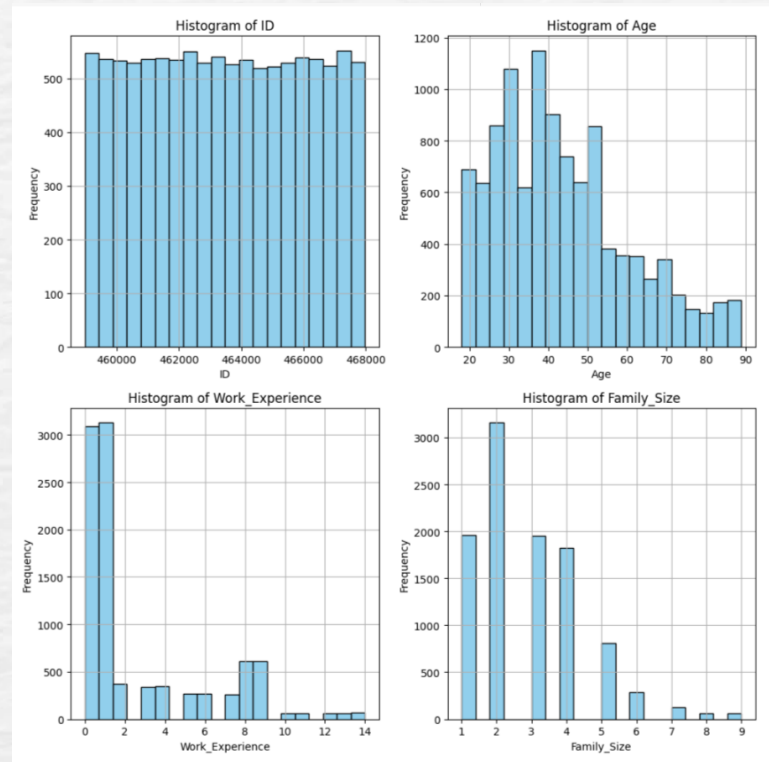 Histogram of ID
Frequency
500
400
300
200
100
0
460000 462000 464000 466000 468000
ID
Histogram of Age
Frequency
1200
1000
800
600
400
200
0
20 30 40 50 60 70 80 90
Age
Histogram of Work_Experience
Frequency
3000
2500
2000
1500
1000
500
0
0 2 4 6 8 10 12 14
Work_Experience
Histogram of Family_Size
Frequency
3000
2500
2000
1500
1000
500
0
1 2 3 4 5 6 7 8 9
Family_Size